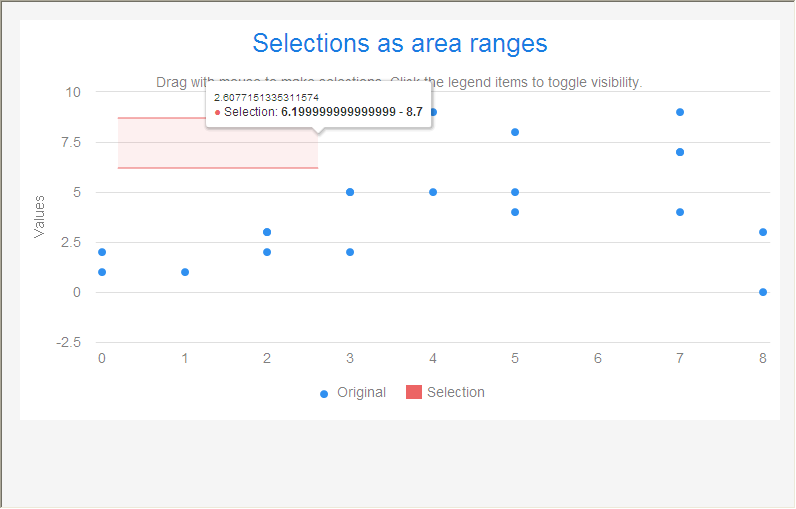 Selections as area ranges
Drag with mouse to make selections. Click the legend items to toggle visibility.
2.6077151335311574
Selection: 6.199999999999999 - 8.7
10
7.5
5
2.5
0
-2.5
Values
0 1 2 3 4 5 6 7 8
Original Selection